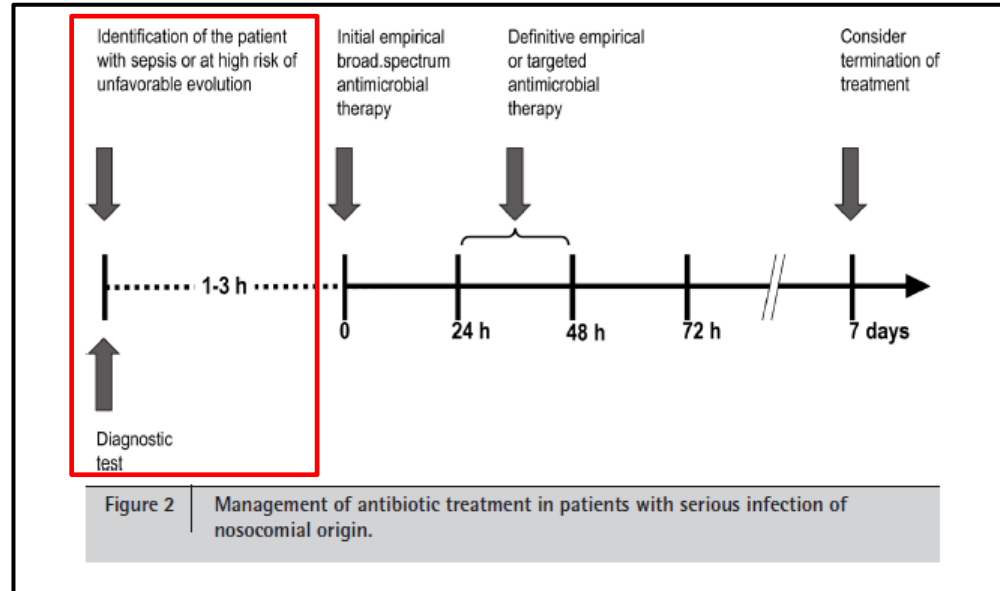 Identification of the patient
with sepsis or at high risk of
unfavorable evolution
Initial empirical
broad.spectrum
antimicrobial
therapy
Definitive empirical
or targeted
antimicrobial
therapy
Consider
termination of
treatment
1-3 h
0
24 h
48 h
72 h
7 days
Diagnostic
test
Figure 2
Management of antibiotic treatment in patients with serious infection of
nosocomial origin.